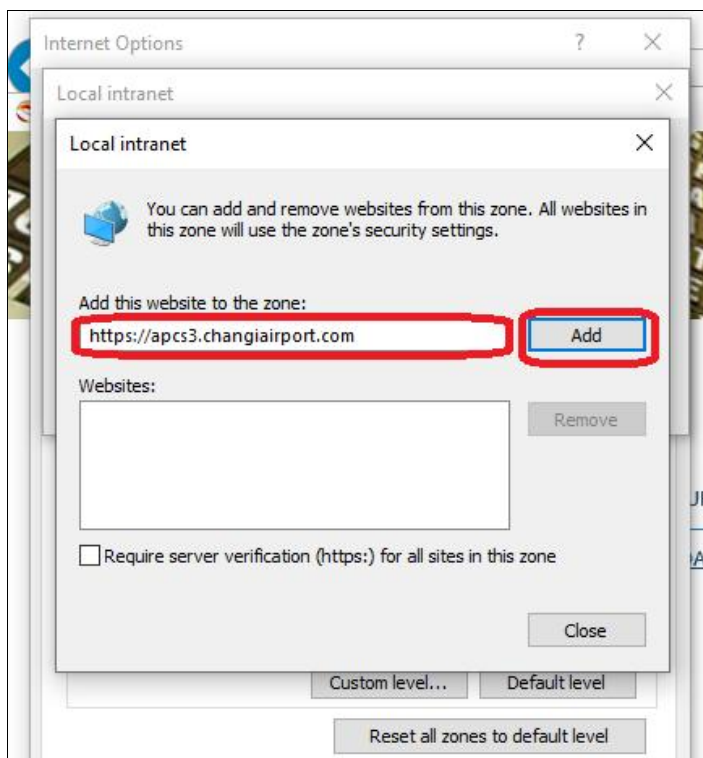 Internet Options
?
Local intranet
Local intranet
You can add and remove websites from this zone. All websites in
this zone will use the zone's security settings.
Add this website to the zone:
https://apcs3.changiairport.com
Add
Websites:
Remove
Require server verification (https:) for all sites in this zone
Close
Custom level...
Default level
Reset all zones to default level